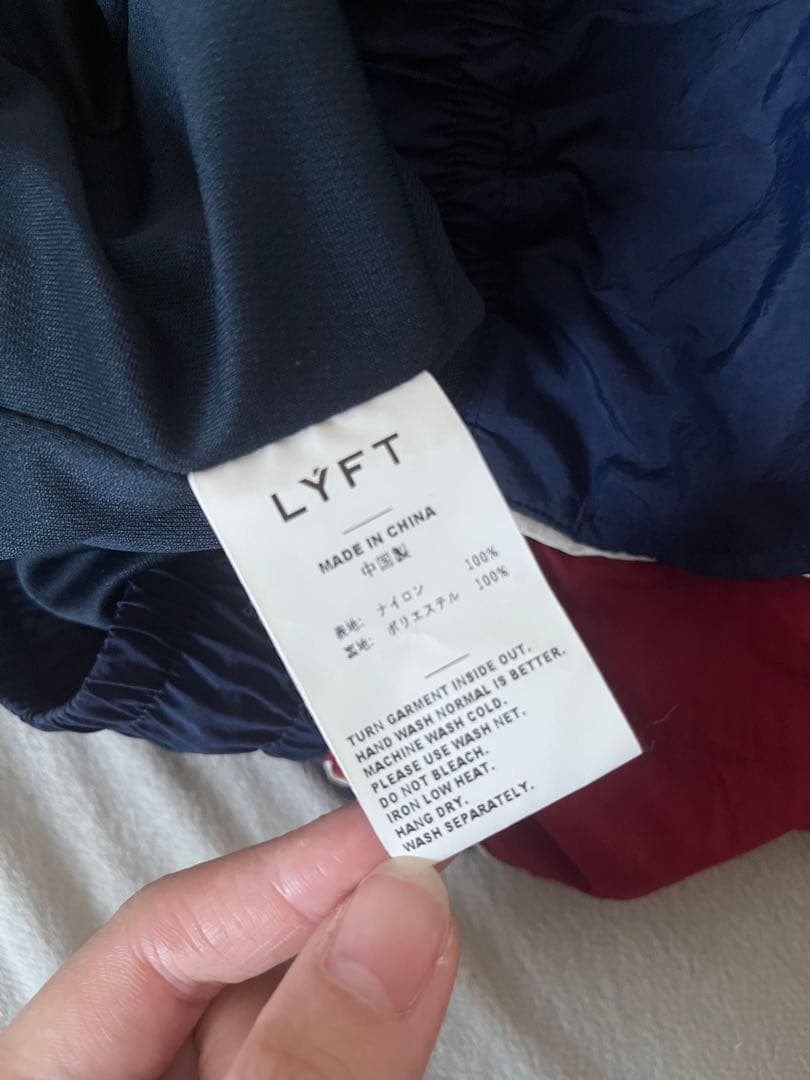 LYFT
MADE IN CHINA
中国製
表地: ナイロン 100%
裏地: ポリエステル 100%
TURN GARMENT INSIDE OUT.
HAND WASH NORMAL IS BETTER.
MACHINE WASH COLD.
PLEASE USE WASH NET.
DO NOT BLEACH.
IRON LOW HEAT.
HANG DRY.
WASH SEPARATELY.